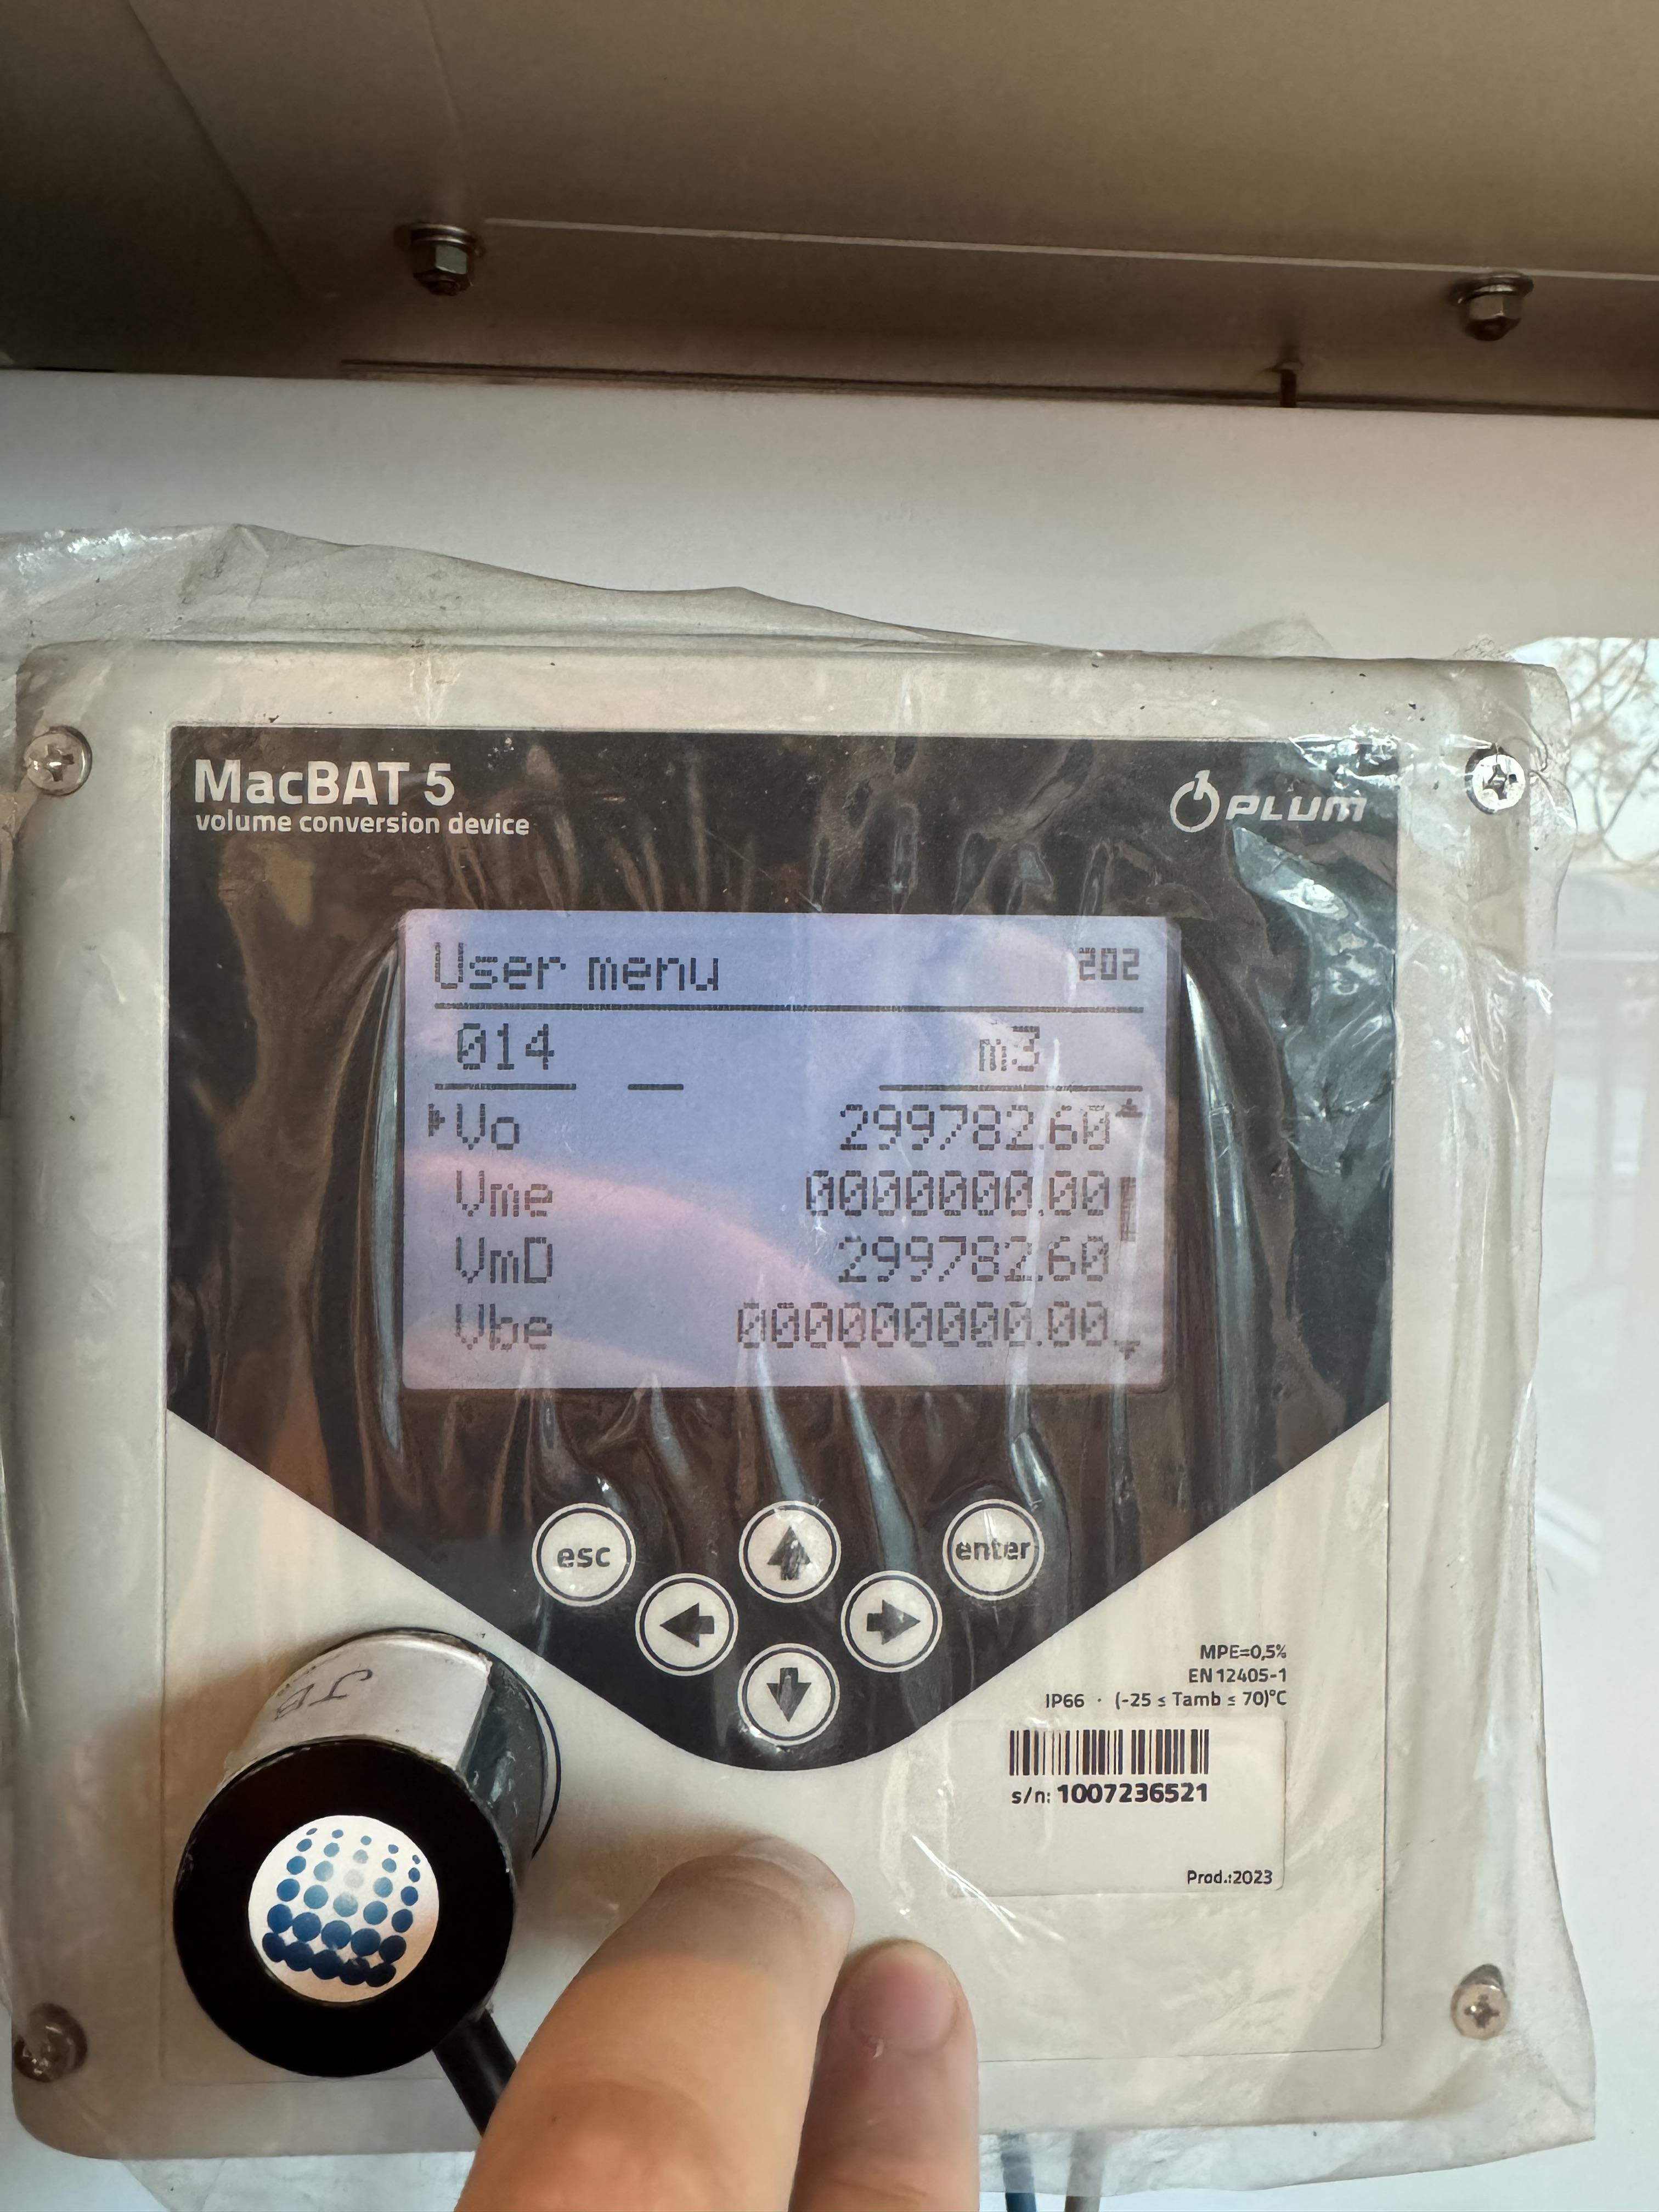 MacBAT 5
volume conversion device
PLUM
User menu 202
014 m3
Vo 299782.60
Vme 0000000.00
VmD 299782.60
Vbe 000000000.00
esc
enter
MPE=0,5%
EN 12405-1
IP66 · (-25 ≤ Tamb ≤ 70)°C
s/n: 1007236521
Prod.:2023
JB